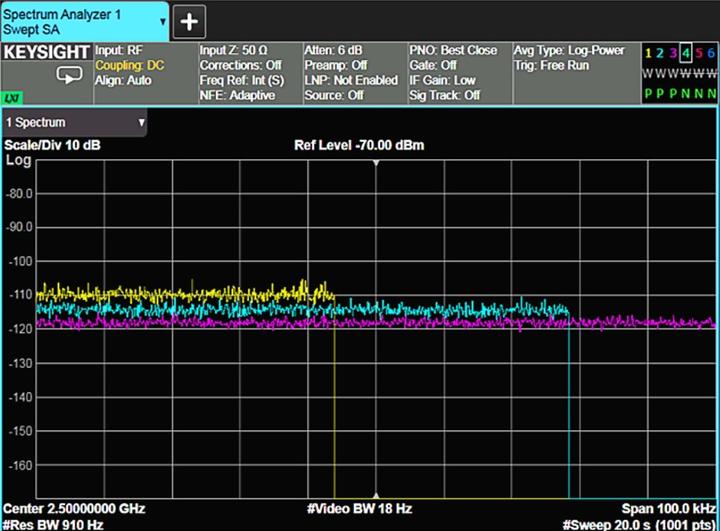 Spectrum Analyzer 1
Swept SA
+
KEYSIGHT
Input: RF
Coupling: DC
Align: Auto
Input Z: 50 Ω
Corrections: Off
Freq Ref: Int (S)
NFE: Adaptive
Atten: 6 dB
Preamp: Off
LNP: Not Enabled
Source: Off
PNO: Best Close
Gate: Off
IF Gain: Low
Sig Track: Off
Avg Type: Log-Power
Trig: Free Run
1 2 3 4 5 6
W W W W W W
P P P N N N
LXI
1 Spectrum
Scale/Div 10 dB
Ref Level -70.00 dBm
Log
-80.0
-90.0
-100
-110
-120
-130
-140
-150
-160
Center 2.50000000 GHz
#Video BW 18 Hz
Span 100.0 kHz
#Res BW 910 Hz
#Sweep 20.0 s (1001 pts)